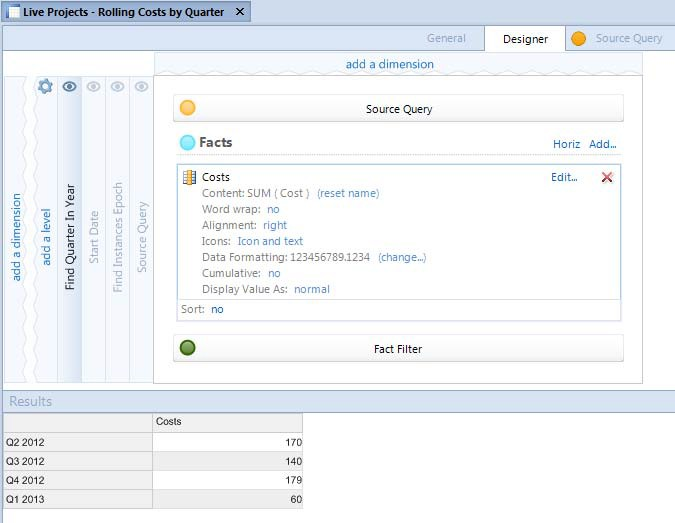 Live Projects - Rolling Costs by Quarter
General Designer Source Query
add a dimension
add a dimension
add a level
Find Quarter In Year
Start Date
Find Instances Epoch
Source Query
Source Query
Facts Horiz Add...
Costs Edit...
Content: SUM ( Cost ) (reset name)
Word wrap: no
Alignment: right
Icons: Icon and text
Data Formatting: 123456789.1234 (change...)
Cumulative: no
Display Value As: normal
Sort: no
Fact Filter
Results
Costs
Q2 2012 170
Q3 2012 140
Q4 2012 179
Q1 2013 60